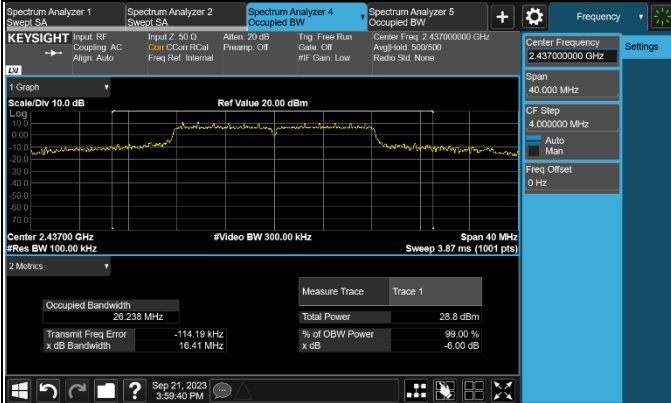 Spectrum Analyzer 1
Swept SA
Spectrum Analyzer 2
Swept SA
Spectrum Analyzer 4
Occupied BW
Spectrum Analyzer 5
Occupied BW
+
Frequency
KEYSIGHT
Input: RF
Coupling: AC
Align: Auto
Input Z: 50 Ω
Corr CCorr RCal
Freq Ref: Internal
Atten: 20 dB
Preamp: Off
Trig: Free Run
Gate: Off
#IF Gain: Low
Center Freq: 2.437000000 GHz
Avg|Hold: 500/500
Radio Std: None
Center Frequency
2.437000000 GHz
Settings
Span
40.000 MHz
CF Step
4.000000 MHz
Auto
Man
Freq Offset
0 Hz
LXI
1 Graph
Scale/Div 10.0 dB
Ref Value 20.00 dBm
Log
10.0
0.00
-10.0
-20.0
-30.0
-40.0
-50.0
-60.0
-70.0
Center 2.43700 GHz
#Video BW 300.00 kHz
Span 40 MHz
#Res BW 100.00 kHz
Sweep 3.87 ms (1001 pts)
2 Metrics
Measure Trace
Trace 1
Occupied Bandwidth
26.238 MHz
Total Power
28.8 dBm
Transmit Freq Error
-114.19 kHz
% of OBW Power
99.00 %
x dB Bandwidth
16.41 MHz
x dB
-6.00 dB
?
Sep 21, 2023
3:59:40 PM